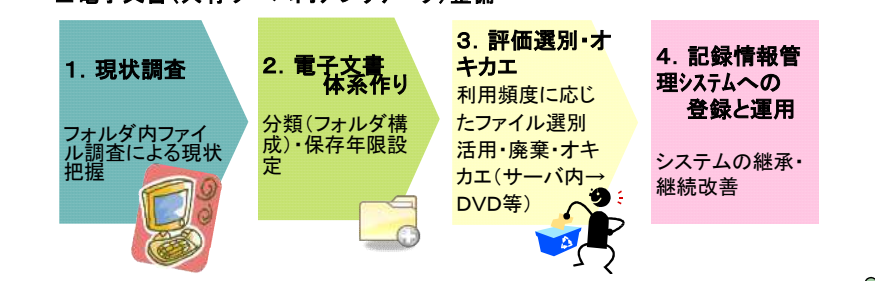 １．現状調査
フォルダ内ファイ
ル調査による現状
把握
２．電子文書
体系作り
分類（フォルダ構
成）・保存年限設
定
３．評価選別・オ
キカエ
利用頻度に応じ
たファイル選別
活用・廃棄・オキ
カエ（サーバ内→
DVD等）
４．記録情報管
理ｼｽﾃﾑへの
登録と運用
システムの継承・
継続改善